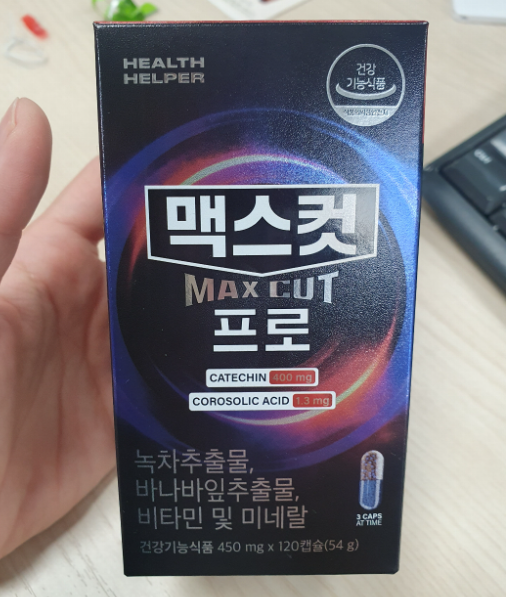 HEALTH
HELPER
건강
기능식품
맥스컷
MAX CUT
프로
CATECHIN 400 mg
COROSOLIC ACID 1.3 mg
녹차추출물,
바나바잎추출물,
비타민 및 미네랄
3 CAPS
AT TIME
건강기능식품 450 mg x 120캡슐(54 g)